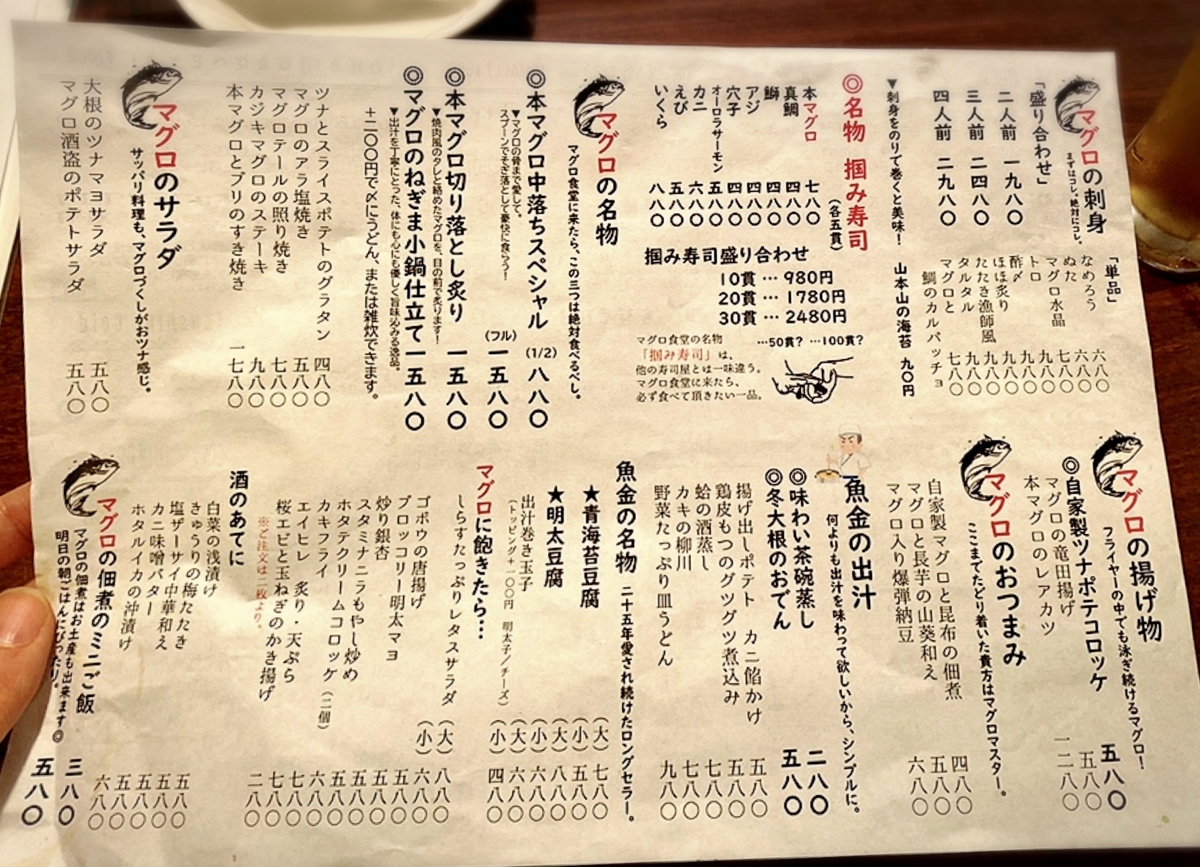 マグロの刺身
まずはコレ。絶対にコレ。
「盛り合わせ」
二人前 一九八〇
三人前 二四八〇
四人前 二九八〇
▼刺身をのりで巻くと美味！ 山本山の海苔 九〇円
「単品」
なめろう 六八〇
ぬた 六八〇
マグロ水晶 七八〇
トロ 九八〇
酢〆
ほほ炙り
たたき漁師風
タルタル
マグロと鯛のカルパッチョ 七八〇
◎名物 掴み寿司
（各五貫）
本マグロ 七八〇
真鯛 四八〇
鰤 四八〇
アジ 四八〇
穴子 四八〇
オーロラサーモン 五八〇
カニ 六八〇
えび 五八〇
いくら 八八〇
掴み寿司盛り合わせ
10貫 … 980円
20貫 … 1780円
30貫 … 2480円
…50貫? …100貫?
マグロ食堂の名物
「掴み寿司」は、
他の寿司屋とは一味違う。
マグロ食堂に来たら、
必ず食べて頂きたい一品。
マグロの名物
マグロ食堂に来たら、この三つは絶対食べるべし。
◎本マグロ中落ちスペシャル (1/2) 八八〇
(フル) 一五八〇
▼マグロの骨まで愛して。
スプーンでそぎ落として豪快に食らう！
◎本マグロ切り落とし炙り 一五八〇
▼焼肉風のタレと絡めたマグロを、目の前で炙ります！
◎マグロのねぎま小鍋仕立て 一五八〇
▼出汁を丁寧にとった、体にも心にも優しく旨味沁みる逸品。
＋二〇〇円で〆にうどん、または雑炊できます。
ツナとスライスポテトのグラタン 四八〇
マグロのアラ塩焼き 五八〇
マグロテールの照り焼き 七八〇
カジキマグロのステーキ 九八〇
本マグロとブリのすき焼き 一七八〇
マグロのサラダ
サッパリ料理も、マグロづくしがおツナ感じ。
大根のツナマヨサラダ 五八〇
マグロ酒盗のポテトサラダ 五八〇
マグロの揚げ物
フライヤーの中でも泳ぎ続けるマグロ！
◎自家製ツナポテコロッケ 五八〇
マグロの竜田揚げ 五八〇
本マグロのレアカツ 一二八〇
マグロのおつまみ
ここまでたどり着いた貴方はマグロマスター。
自家製マグロと昆布の佃煮 四八〇
マグロと長芋の山葵和え 五八〇
マグロ入り爆弾納豆 六八〇
魚金の出汁
何よりも出汁を味わって欲しいから、シンプルに。
◎味わい茶碗蒸し 二八〇
◎冬大根のおでん 五八〇
揚げ出しポテト カニ餡かけ 五八〇
鶏皮もつのグツグツ煮込み 五八〇
蛤の酒蒸し 七八〇
カキの柳川 七八〇
野菜たっぷり皿うどん 九八〇
魚金の名物
二十五年愛され続けたロングセラー。
★青海苔豆腐 （大） 七八〇
（小） 五八〇
★明太豆腐 （大） 八八〇
（小） 六八〇
出汁巻き玉子 （大） 六八〇
（小） 四八〇
（トッピング＋一〇〇円 明太子／チーズ）
マグロに飽きたら…
しらすたっぷりレタスサラダ （大） 八八〇
（小） 六八〇
ゴボウの唐揚げ 五八〇
ブロッコリー明太マヨ 五八〇
炒り銀杏 五八〇
スタミナニラもやし炒め 五八〇
ホタテクリームコロッケ（二個） 五八〇
カキフライ 六八〇
エイヒレ 炙り・天ぷら 七八〇
桜エビと玉ねぎのかき揚げ 七八〇
※ご注文は二枚より。 二八〇
酒のあてに
白菜の浅漬け
きゅうりの梅たたき 五八〇
塩ザーサイ中華和え 五八〇
カニ味噌バター 五八〇
ホタルイカの沖漬け 六八〇
マグロの佃煮のミニご飯 三八〇
マグロの佃煮はお土産も出来ます◎ 五八〇
明日の朝ごはんにぴったり。